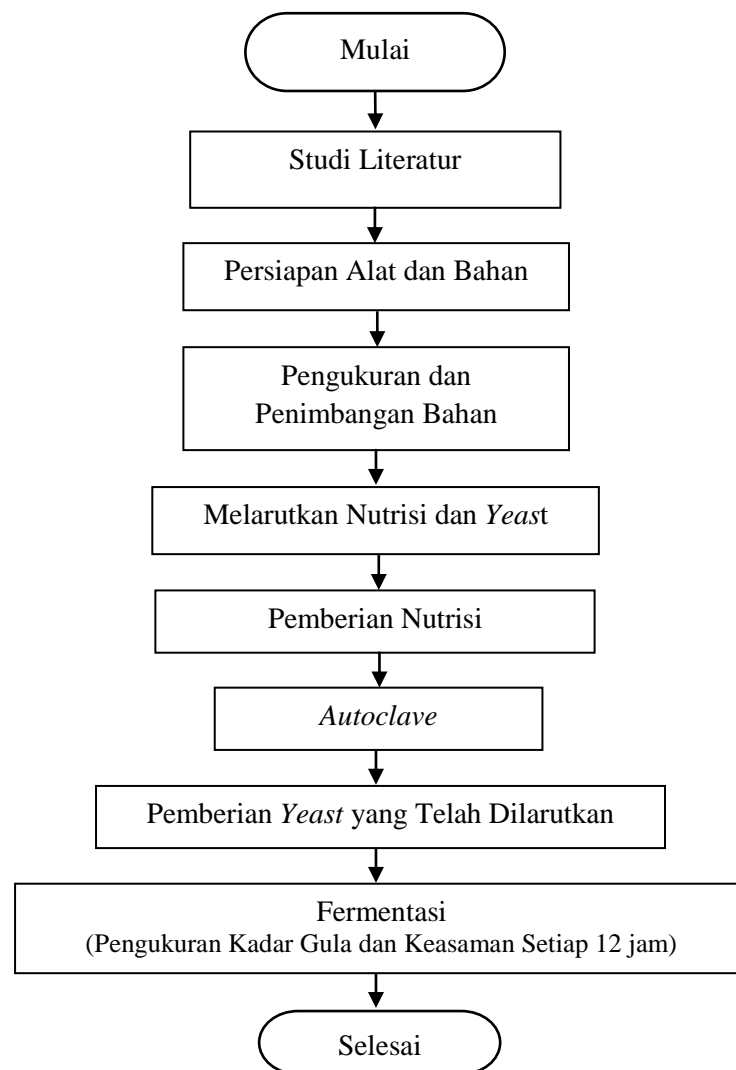 Mulai
Studi Literatur
Persiapan Alat dan Bahan
Pengukuran dan
Penimbangan Bahan
Melarutkan Nutrisi dan Yeast
Pemberian Nutrisi
Autoclave
Pemberian Yeast yang Telah Dilarutkan
Fermentasi
(Pengukuran Kadar Gula dan Keasaman Setiap 12 jam)
Selesai